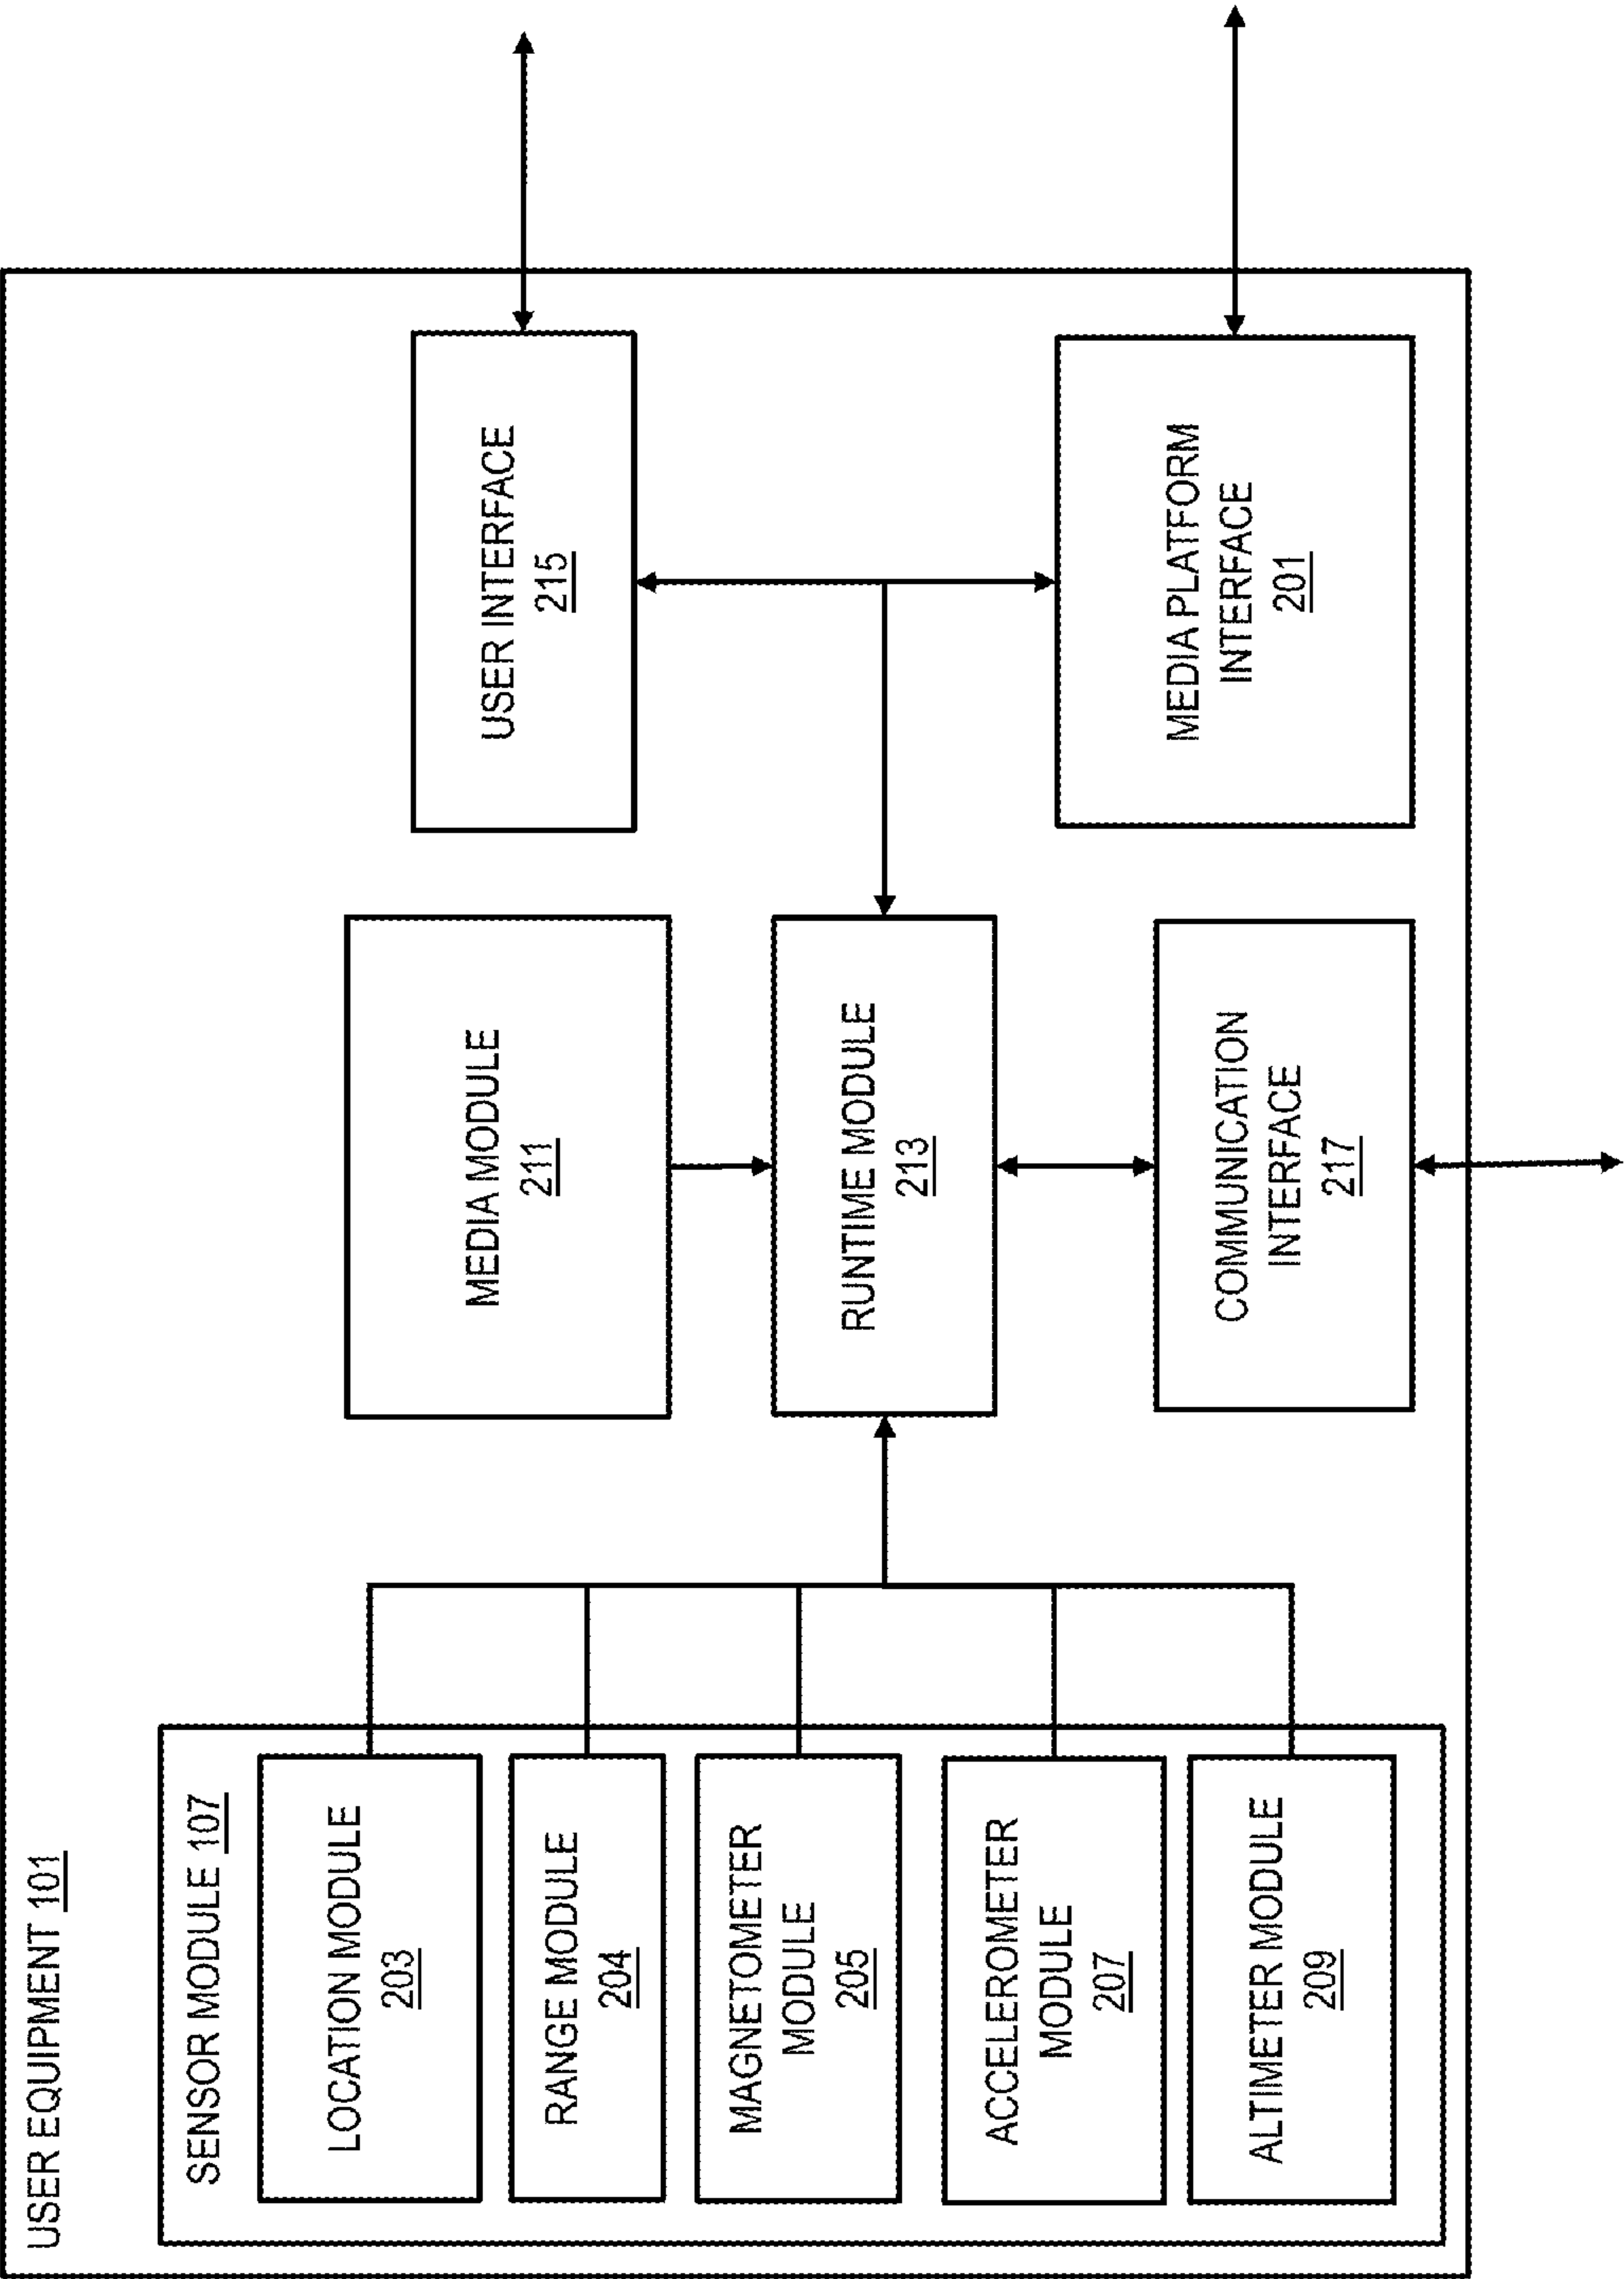 USER EQUIPMENT 101
SENSOR MODULE 107
LOCATION MODULE
203
RANGE MODULE
204
MAGNETOMETER
MODULE
205
ACCELEROMETER
MODULE
207
ALTIMETER MODULE
209
MEDIA MODULE
211
RUNTIME MODULE
213
COMMUNICATION
INTERFACE
217
USER INTERFACE
215
MEDIA PLATFORM
INTERFACE
201